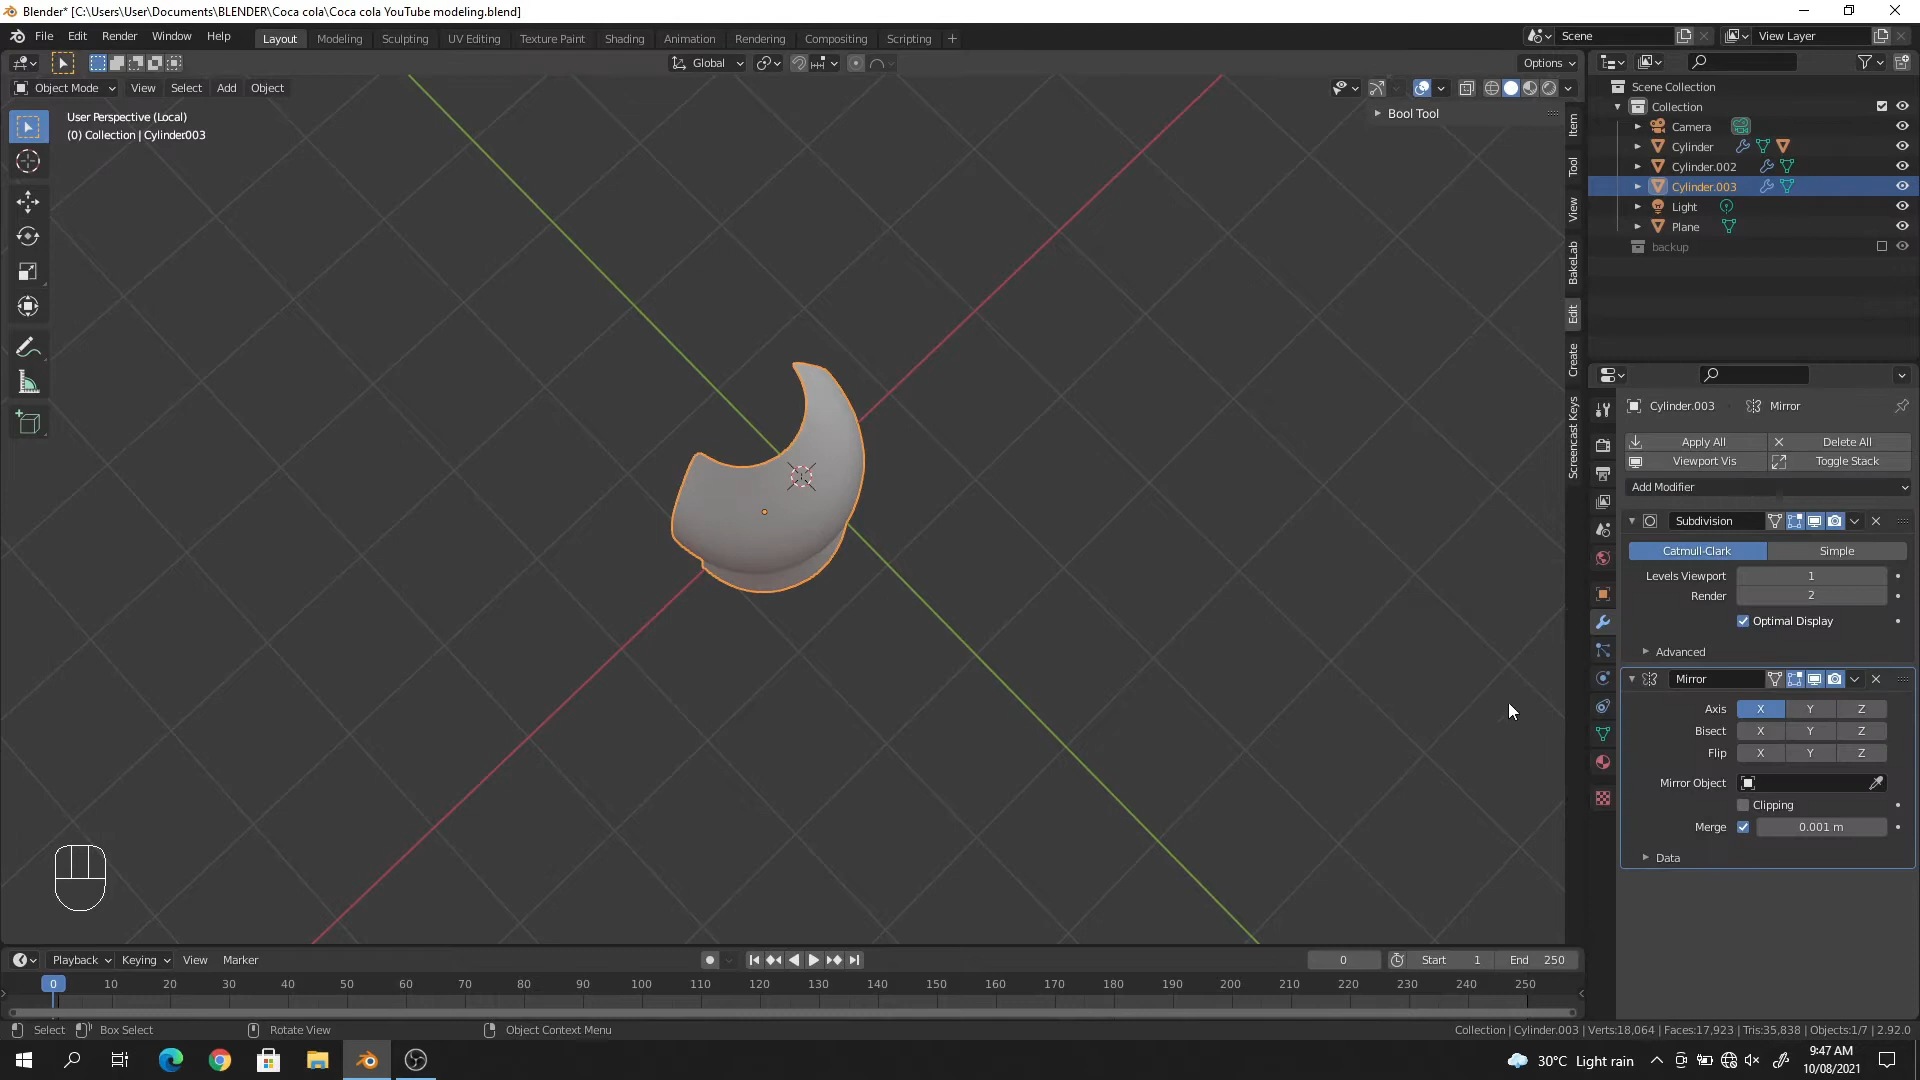 Blender* [C:\Users\User\Documents\BLENDER\Coca cola\Coca cola YouTube modeling.blend]
File Edit Render Window Help Layout Modeling Sculpting UV Editing Texture Paint Shading Animation Rendering Compositing Scripting + Scene View Layer
Global Options
Object Mode View Select Add Object
User Perspective (Local)
(0) Collection | Cylinder.003
Bool Tool
Item
Tool
View
BakeLab
Edit
Create
Screencast Keys
Scene Collection
Collection
Camera
Cylinder
Cylinder.002
Cylinder.003
Light
Plane
backup
Cylinder.003 Mirror
Apply All Delete All
Viewport Vis Toggle Stack
Add Modifier
Subdivision
Catmull-Clark Simple
Levels Viewport 1
Render 2
Optimal Display
Advanced
Mirror
Axis X Y Z
Bisect X Y Z
Flip X Y Z
Mirror Object
Clipping
Merge 0.001 m
Data
Playback Keying View Marker 0 Start 1 End 250
0 10 20 30 40 50 60 70 80 90 100 110 120 130 140 150 160 170 180 190 200 210 220 230 240 250
Select Box Select Rotate View Object Context Menu Collection | Cylinder.003 | Verts:18,064 | Faces:17,923 | Tris:35,838 | Objects:1/7 | 2.92.0
30°C Light rain 9:47 AM
10/08/2021